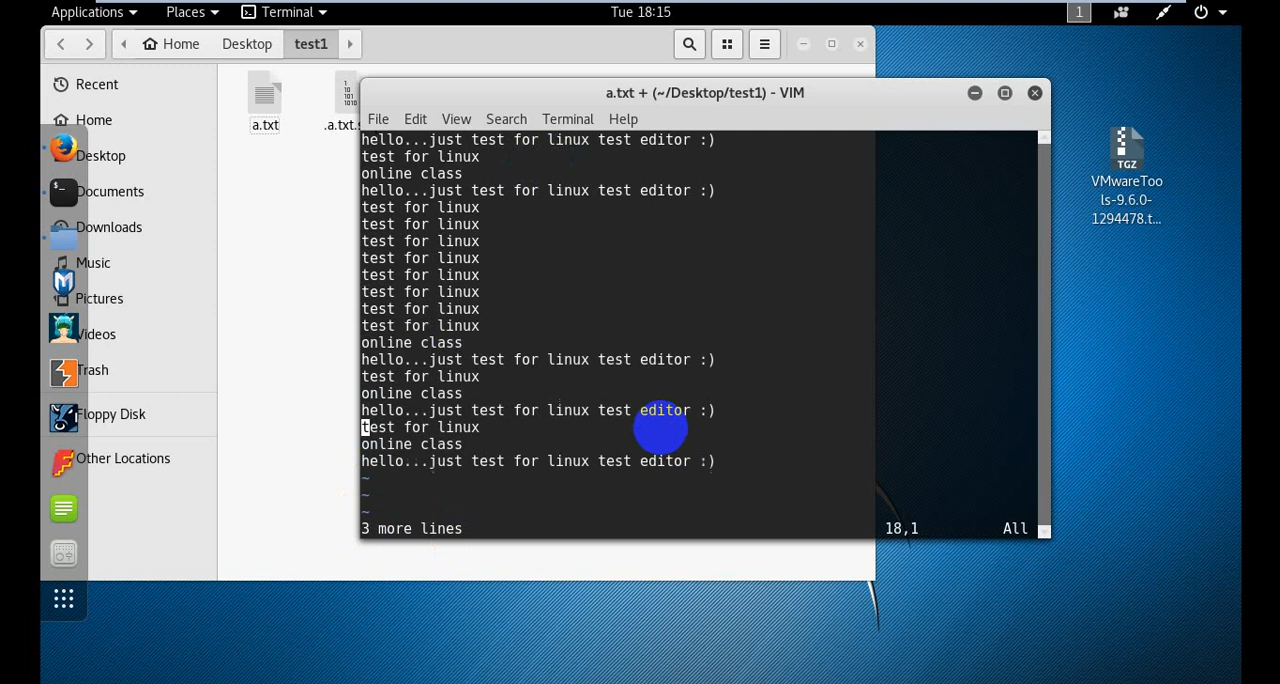 Applications Places Terminal Tue 18:15 1
Home Desktop test1
Recent
Home
Desktop
Documents
Downloads
Music
Pictures
Videos
Trash
Floppy Disk
Other Locations
a.txt
.a.txt.s
1
10
101
1010
a.txt + (~/Desktop/test1) - VIM
File Edit View Search Terminal Help
hello...just test for linux test editor :)
test for linux
online class
hello...just test for linux test editor :)
test for linux
test for linux
test for linux
test for linux
test for linux
test for linux
test for linux
test for linux
online class
hello...just test for linux test editor :)
test for linux
online class
hello...just test for linux test editor :)
test for linux
online class
hello...just test for linux test editor :)
~
~
~
3 more lines 18,1 All
TGZ
VMwareToo
ls-9.6.0-
1294478.t...